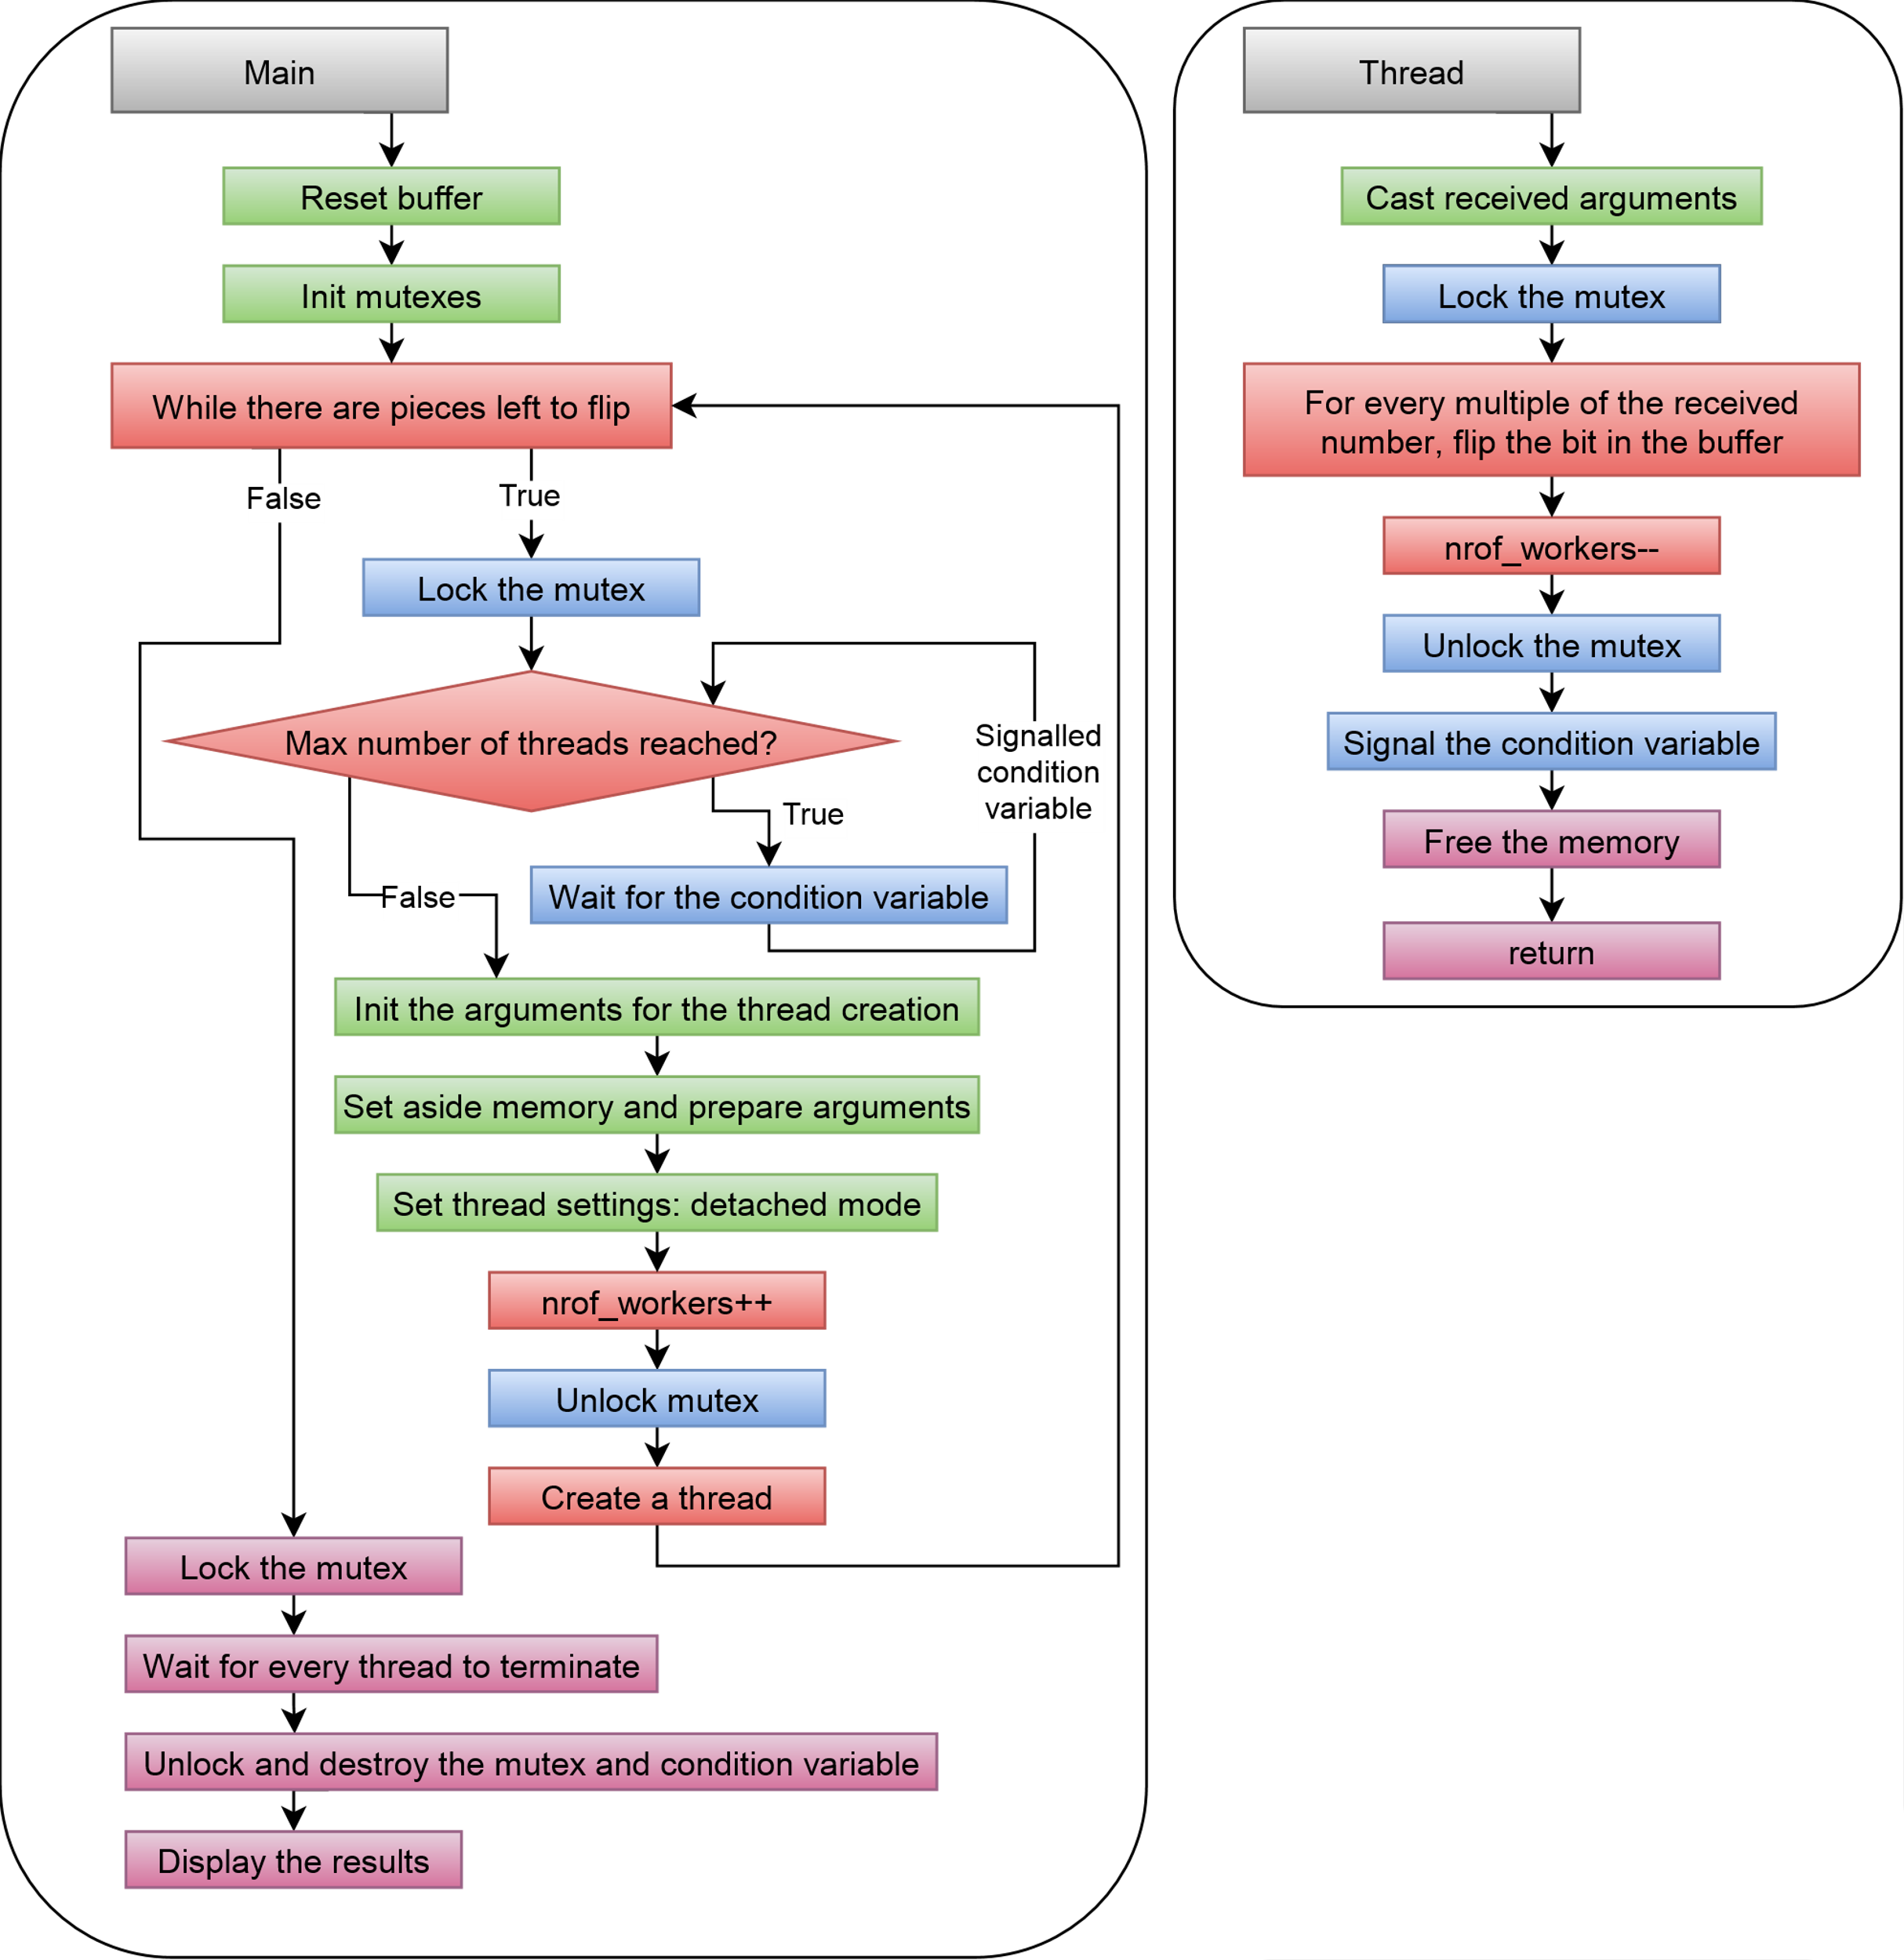 Main
Reset buffer
Init mutexes
While there are pieces left to flip
False
True
Lock the mutex
Max number of threads reached?
Signalled
condition
variable
True
False
Wait for the condition variable
Init the arguments for the thread creation
Set aside memory and prepare arguments
Set thread settings: detached mode
nrof_workers++
Unlock mutex
Create a thread
Lock the mutex
Wait for every thread to terminate
Unlock and destroy the mutex and condition variable
Display the results
Thread
Cast received arguments
Lock the mutex
For every multiple of the received
number, flip the bit in the buffer
nrof_workers--
Unlock the mutex
Signal the condition variable
Free the memory
return